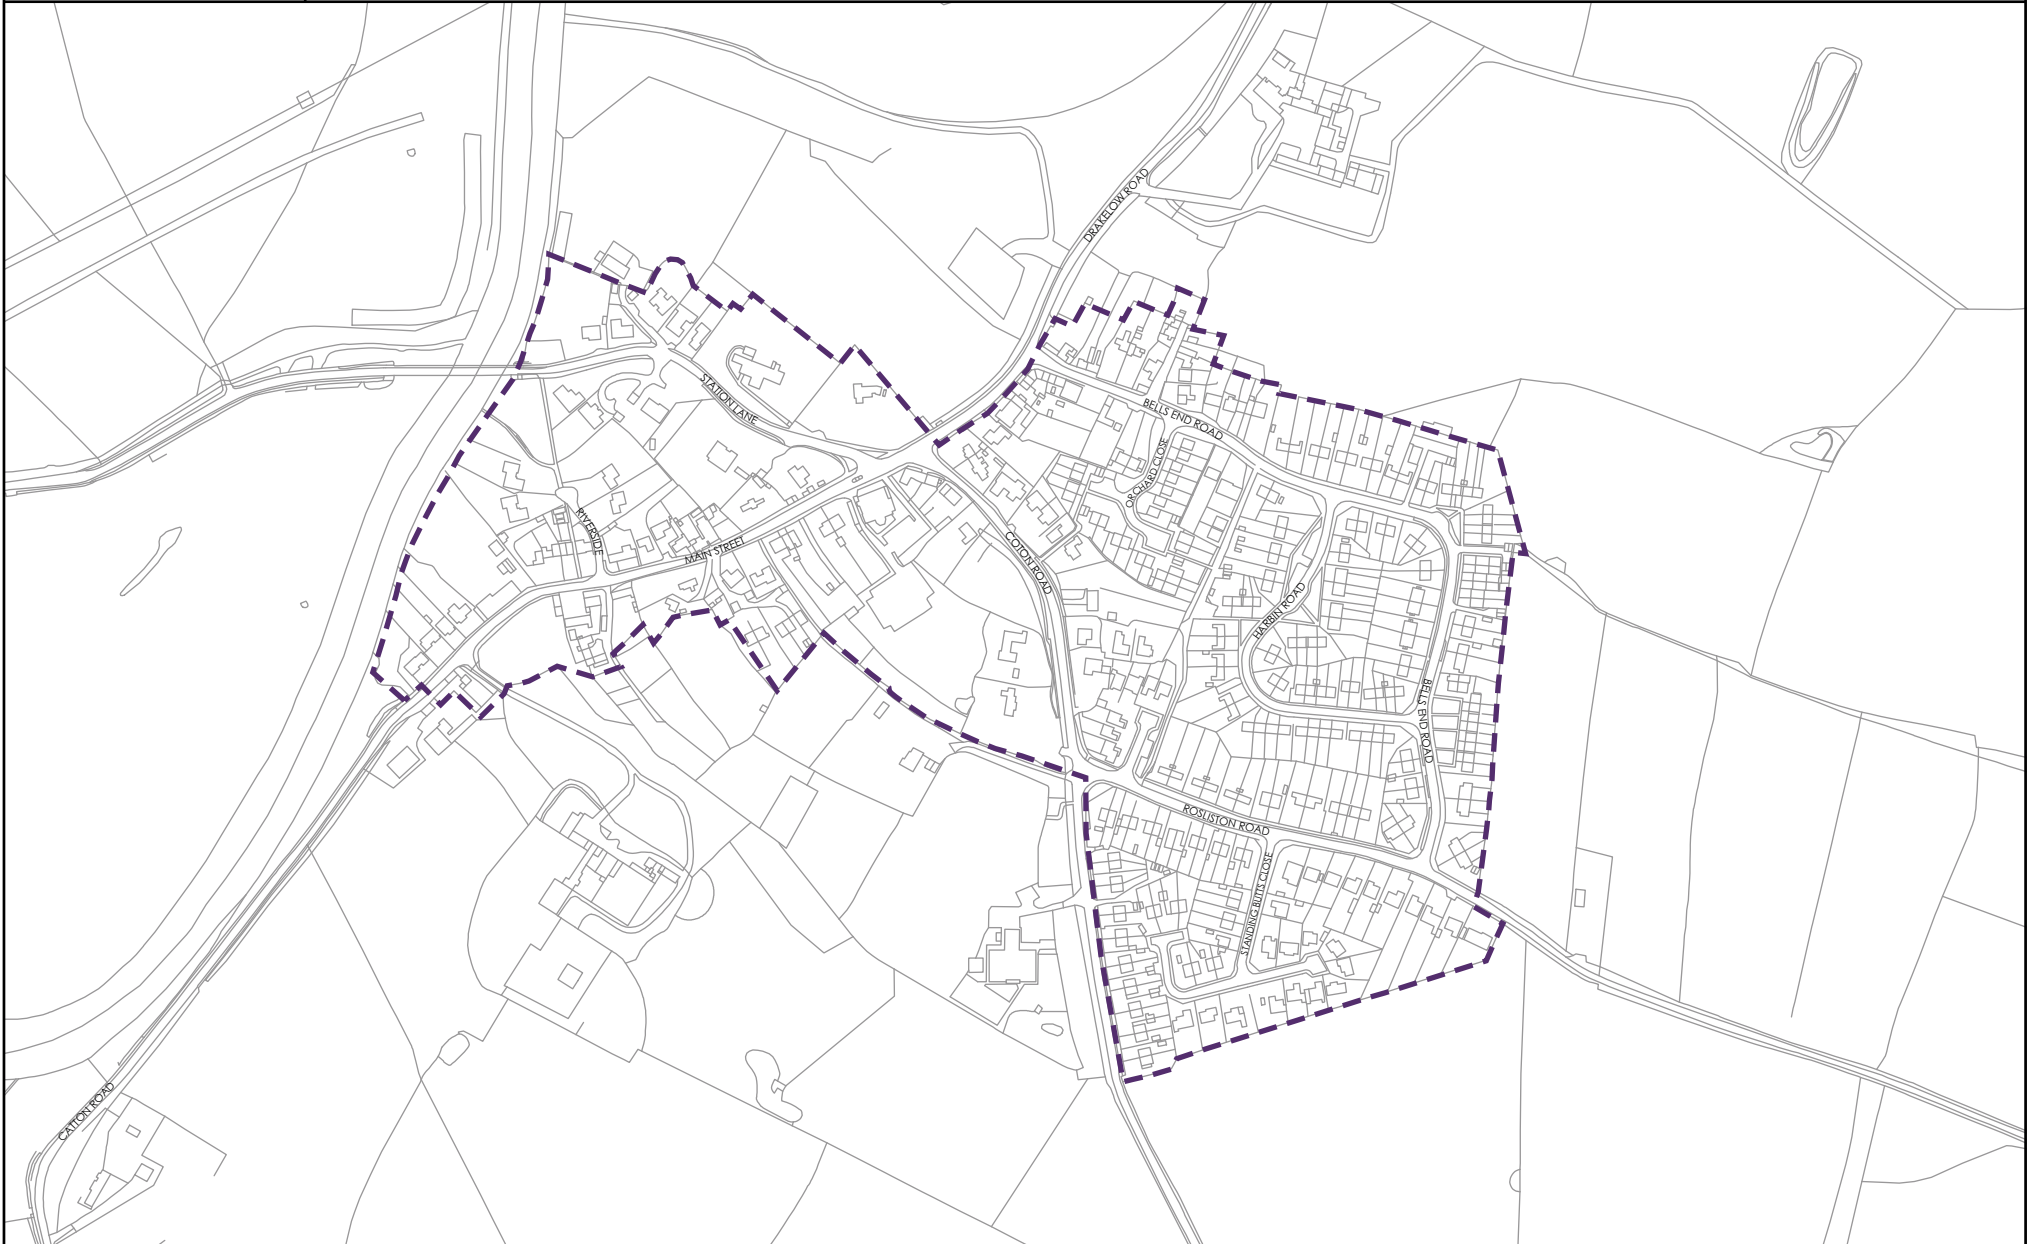 DRAKELOW ROAD
STATION LANE
BELLS END ROAD
ORCHARD CLOSE
RIVERSIDE
MAIN STREET
COTON ROAD
HARBIN ROAD
BELLS END ROAD
ROSLISTON ROAD
STANDING BUTTS CLOSE
CATTON ROAD